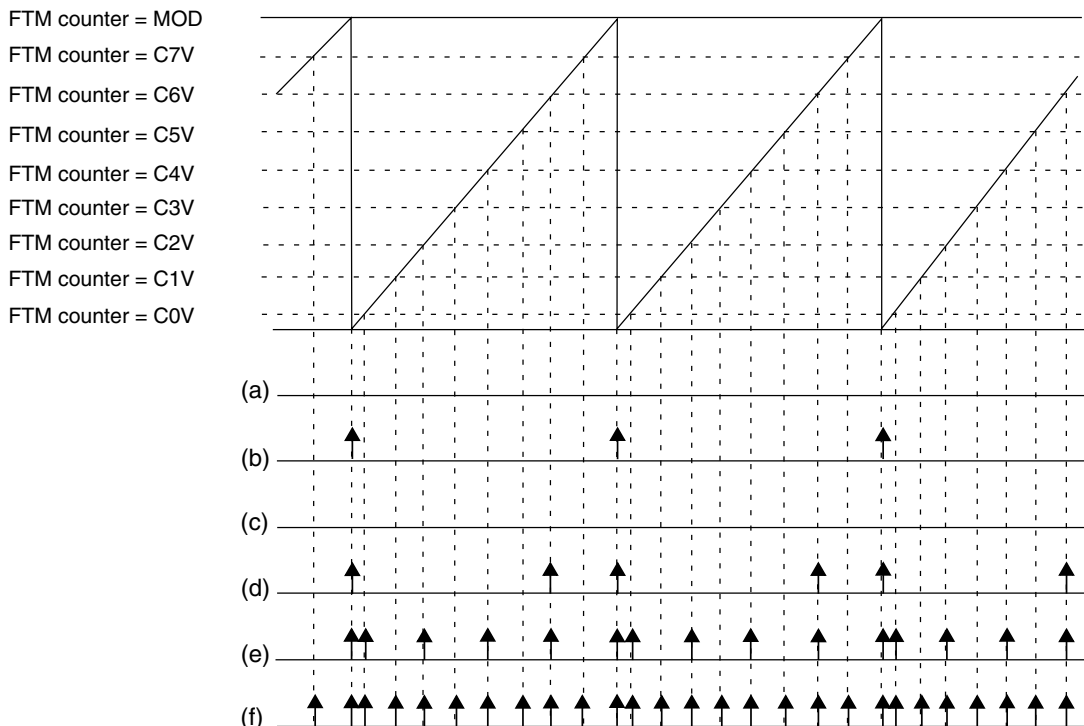 FTM counter = MOD
FTM counter = C7V
FTM counter = C6V
FTM counter = C5V
FTM counter = C4V
FTM counter = C3V
FTM counter = C2V
FTM counter = C1V
FTM counter = C0V
(a)
(b)
(c)
(d)
(e)
(f)